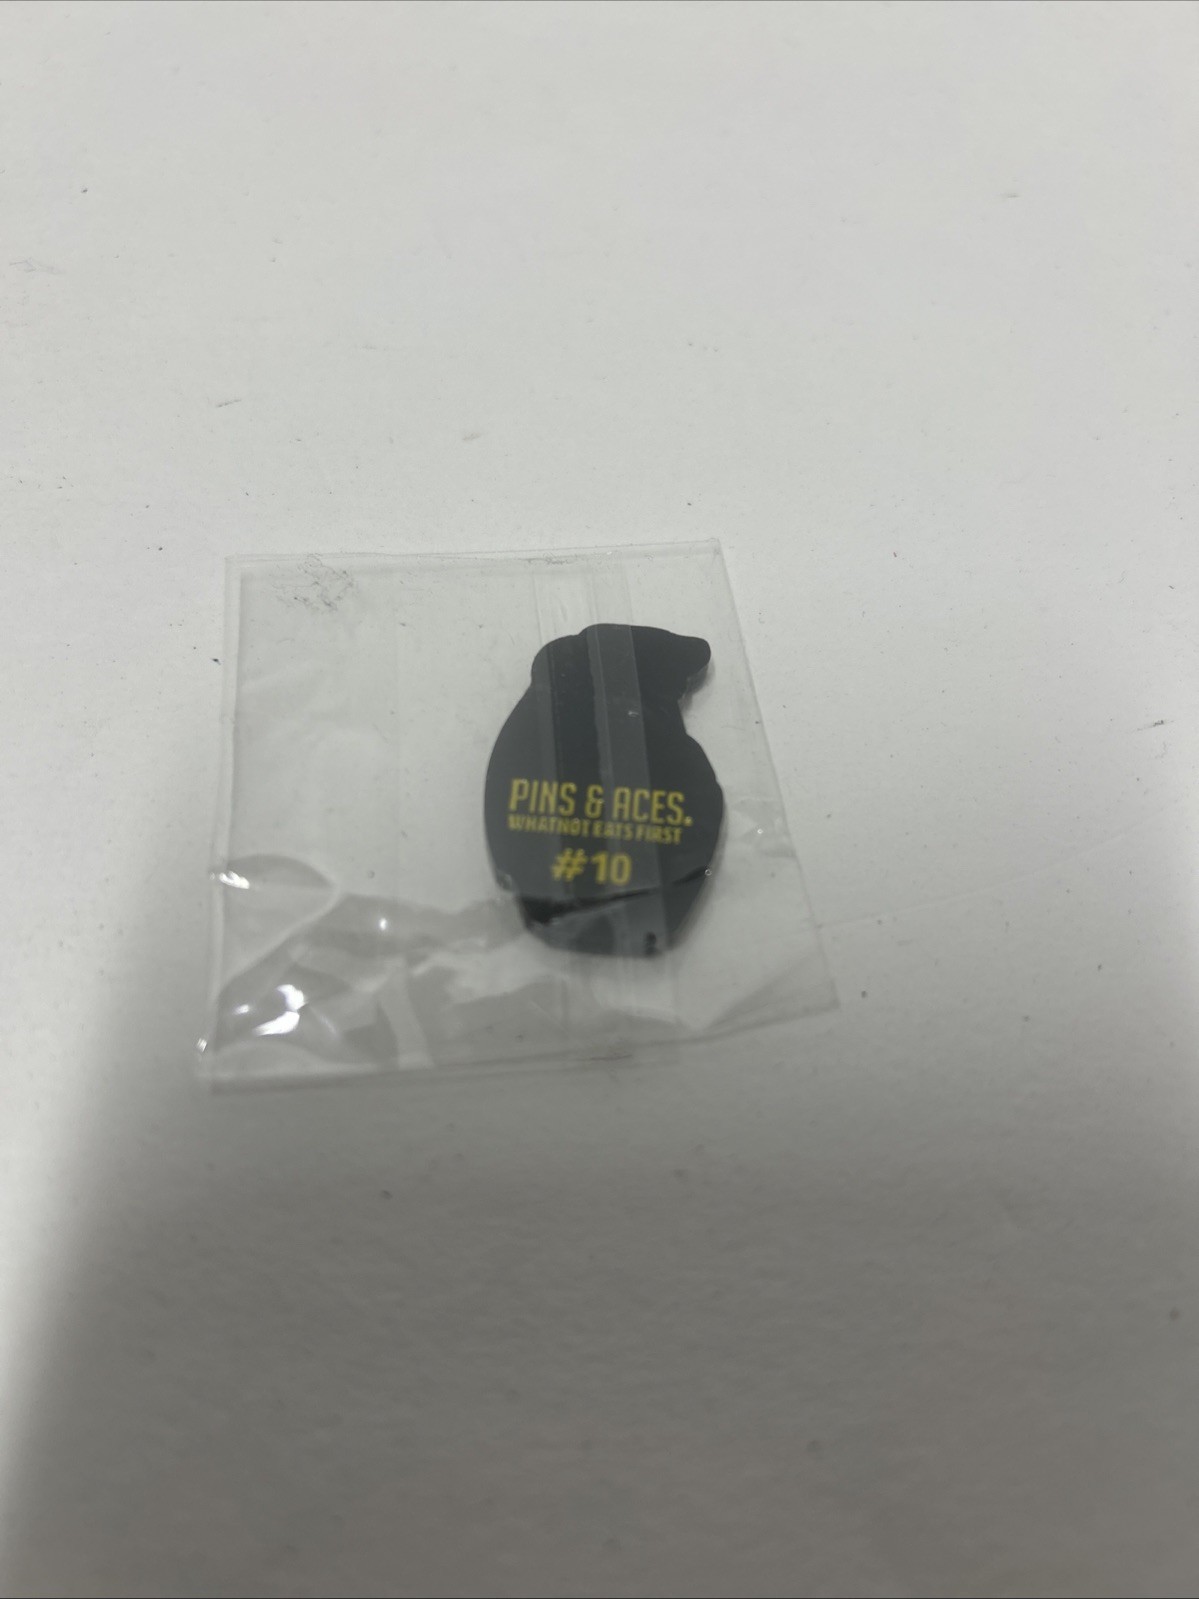 PINS & ACES.
WHATNOT EATS FIRST
#10